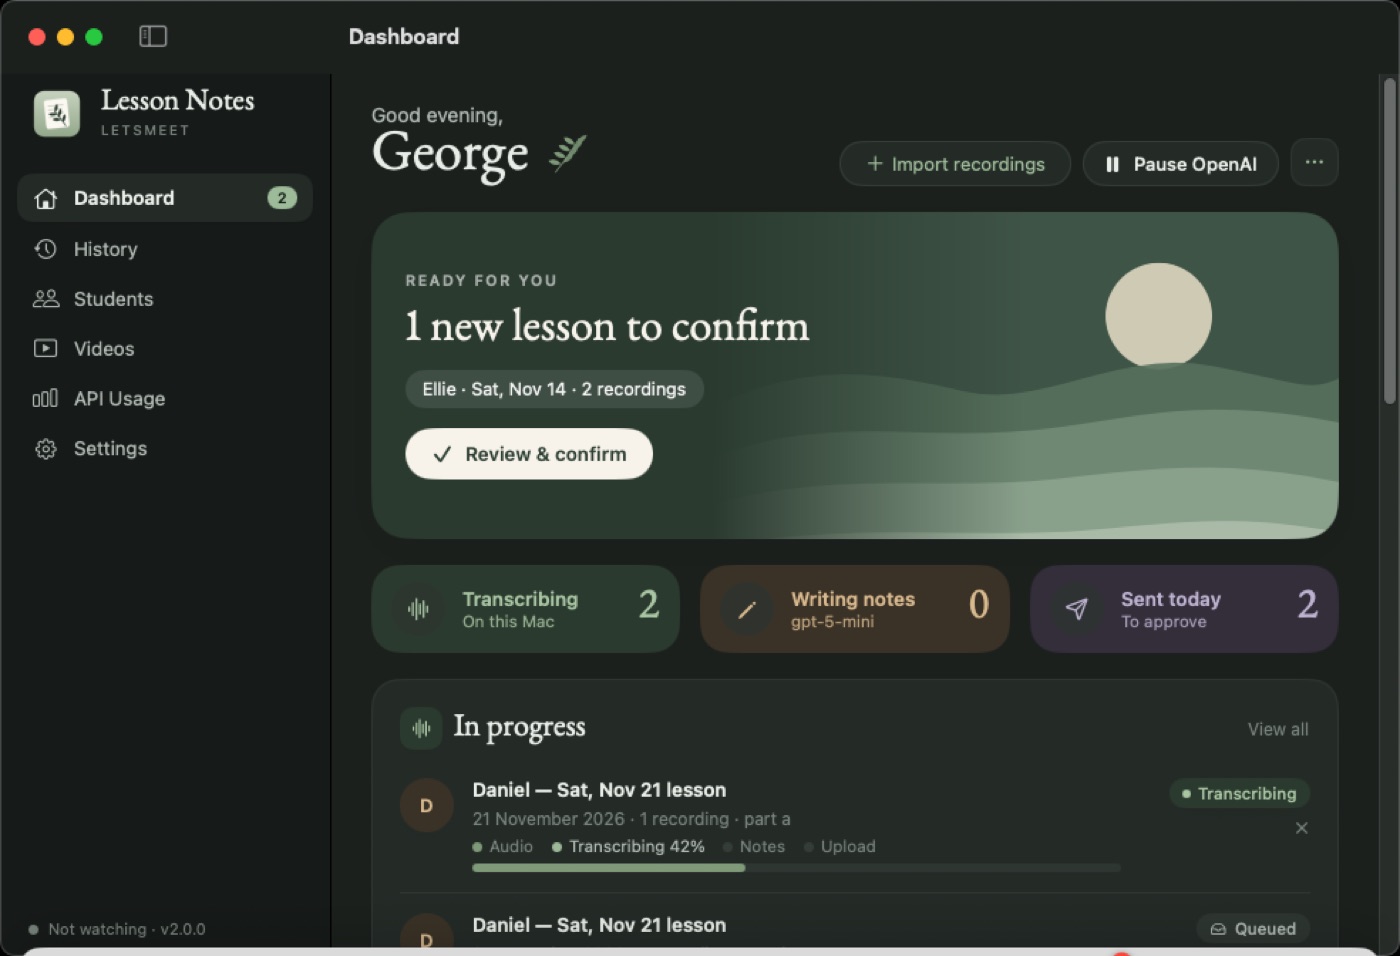 Dashboard
Lesson Notes
LETSMEET
Dashboard 2
History
Students
Videos
API Usage
Settings
Not watching · v2.0.0
Good evening,
George
+ Import recordings
Pause OpenAI
···
READY FOR YOU
1 new lesson to confirm
Ellie · Sat, Nov 14 · 2 recordings
Review & confirm
Transcribing 2
On this Mac
Writing notes 0
gpt-5-mini
Sent today 2
To approve
In progress
View all
D
Daniel — Sat, Nov 21 lesson
Transcribing
21 November 2026 · 1 recording · part a
Audio Transcribing 42% Notes Upload
D
Daniel — Sat, Nov 21 lesson
Queued